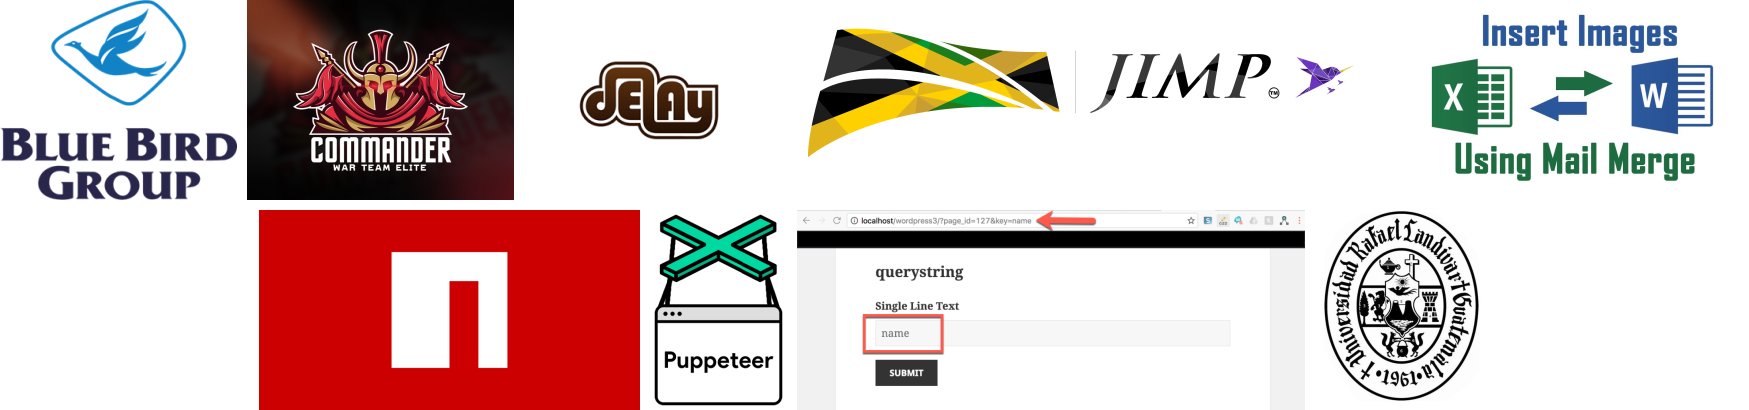 BLUE BIRD
GROUP
COMMANDER
WAR TEAM ELITE
DELAY
JIMP
TM
Insert Images
X
W
Using Mail Merge
n
Puppeteer
localhost/wordpress3/?page_id=127&key=name
querystring
Single Line Text
name
SUBMIT
Universidad Rafael Landívar Guatemala
1961